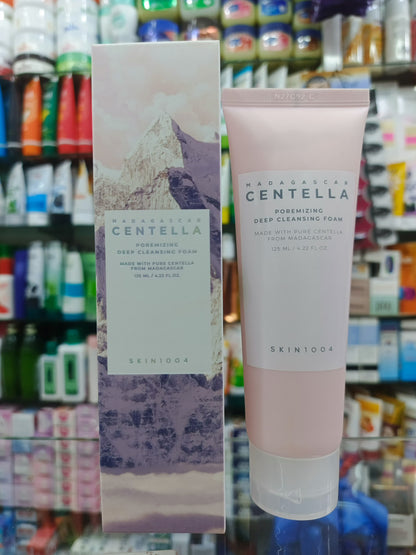 MADAGASCAR
CENTELLA
POREMIZING
DEEP CLEANSING FOAM
MADE WITH PURE CENTELLA
FROM MADAGASCAR
125 ML / 4.22 FL.OZ.
SKIN1004
MADAGASCAR
CENTELLA
POREMIZING
DEEP CLEANSING FOAM
MADE WITH PURE CENTELLA
FROM MADAGASCAR
125 ML / 4.22 FL.OZ.
SKIN1004